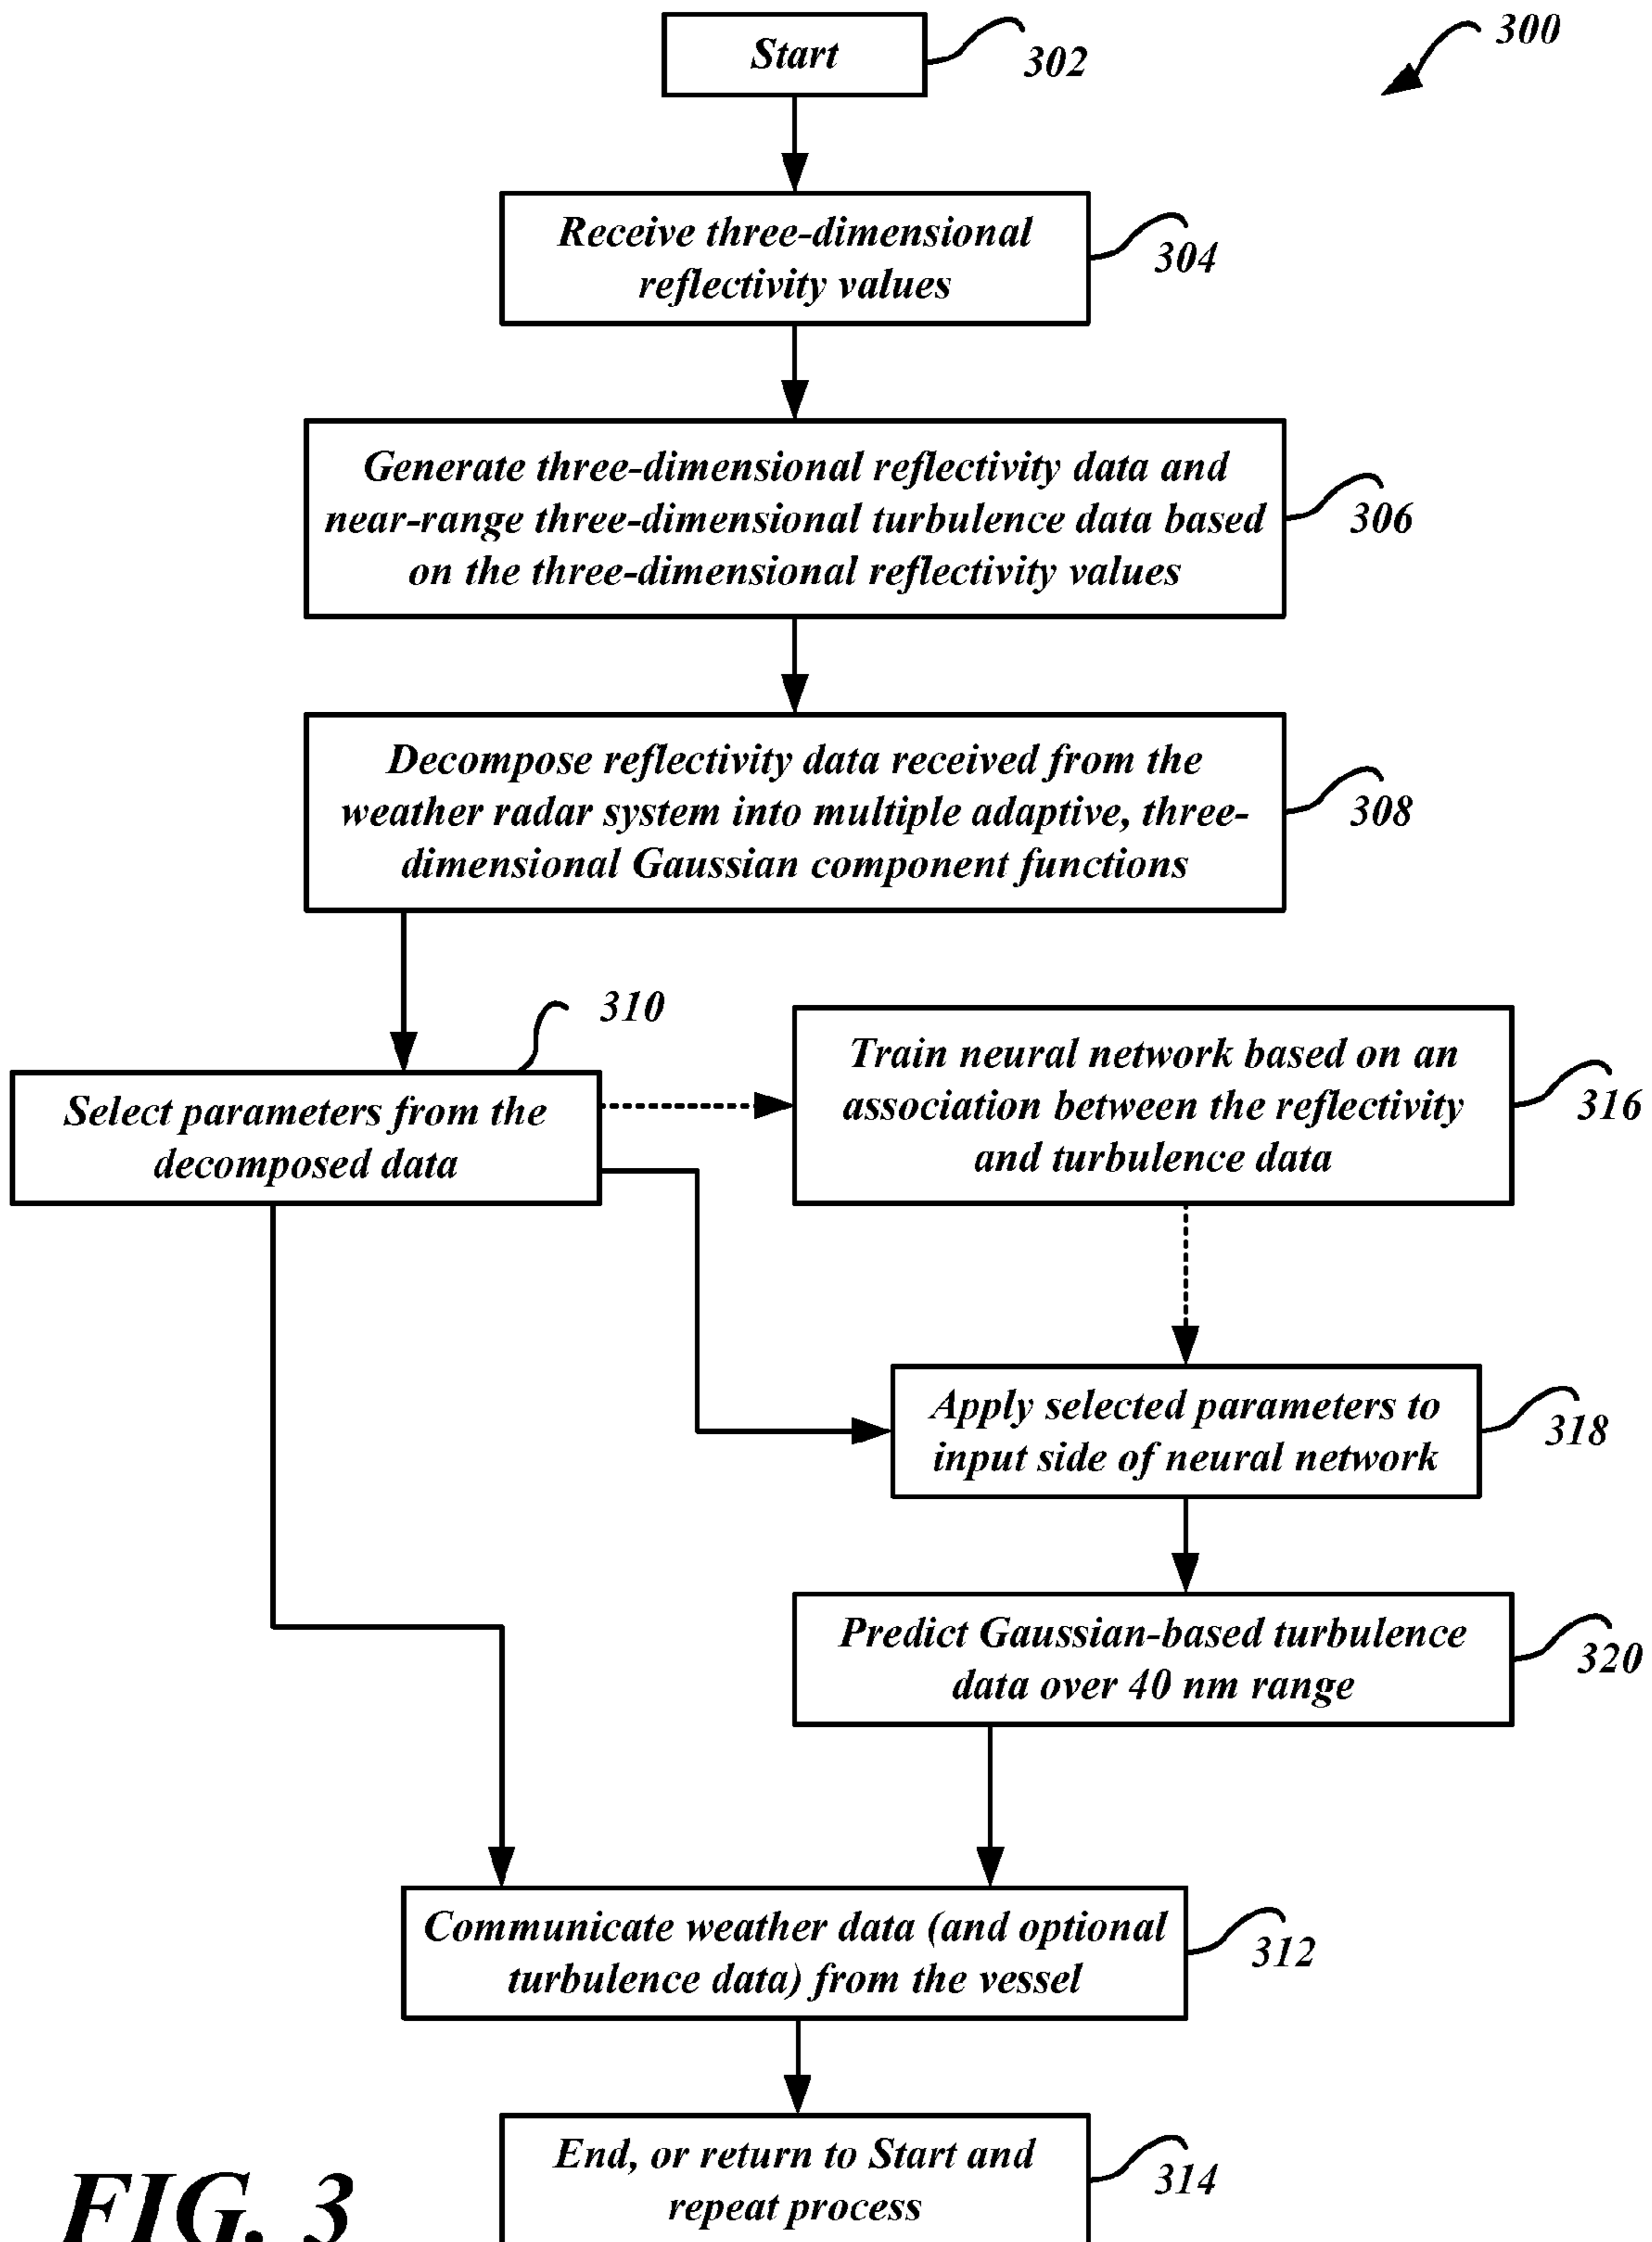 300
Start
302
Receive three-dimensional
reflectivity values
304
Generate three-dimensional reflectivity data and
near-range three-dimensional turbulence data based
on the three-dimensional reflectivity values
306
Decompose reflectivity data received from the
weather radar system into multiple adaptive, three-
dimensional Gaussian component functions
308
310
Select parameters from the
decomposed data
Train neural network based on an
association between the reflectivity
and turbulence data
316
Apply selected parameters to
input side of neural network
318
Predict Gaussian-based turbulence
data over 40 nm range
320
Communicate weather data (and optional
turbulence data) from the vessel
312
End, or return to Start and
repeat process
314
FIG. 3